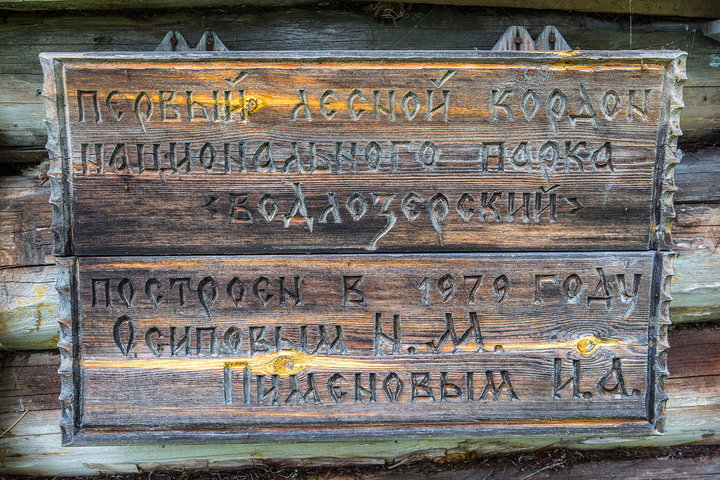 первый лесной кордон
национального парка
<водлозерский>
построен в 1979 году
Осиповым И.М.
Пименовым И.А.